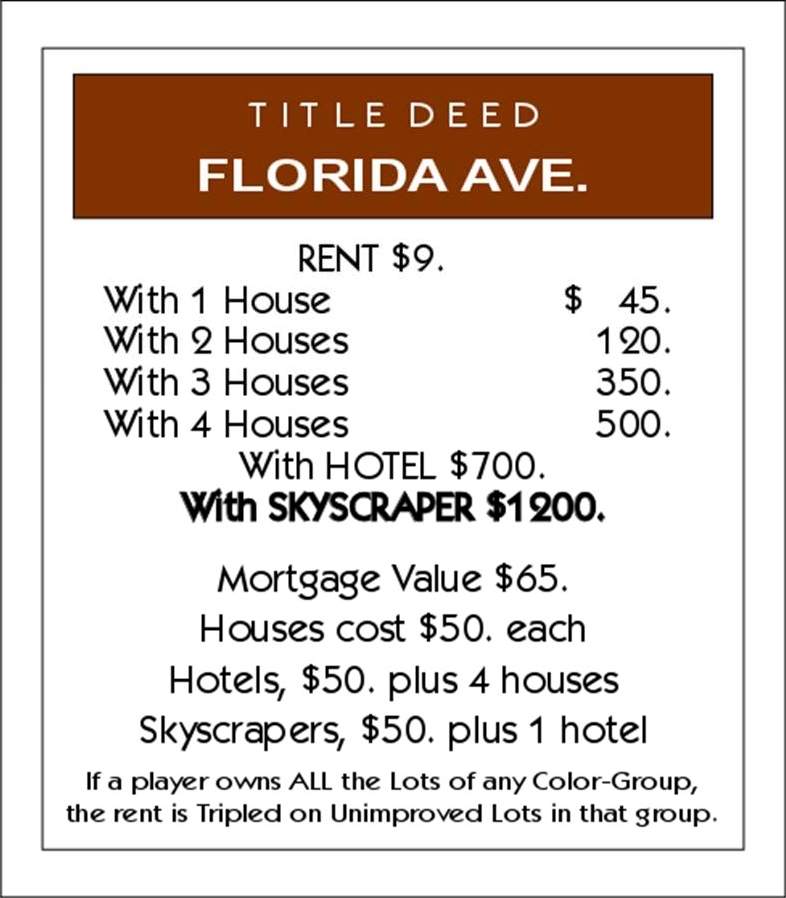 TITLE DEED
FLORIDA AVE.
RENT $9.
With 1 House $ 45.
With 2 Houses 120.
With 3 Houses 350.
With 4 Houses 500.
With HOTEL $700.
With SKYSCRAPER $1200.
Mortgage Value $65.
Houses cost $50. each
Hotels, $50. plus 4 houses
Skyscrapers, $50. plus 1 hotel
If a player owns ALL the Lots of any Color-Group,
the rent is Tripled on Unimproved Lots in that group.